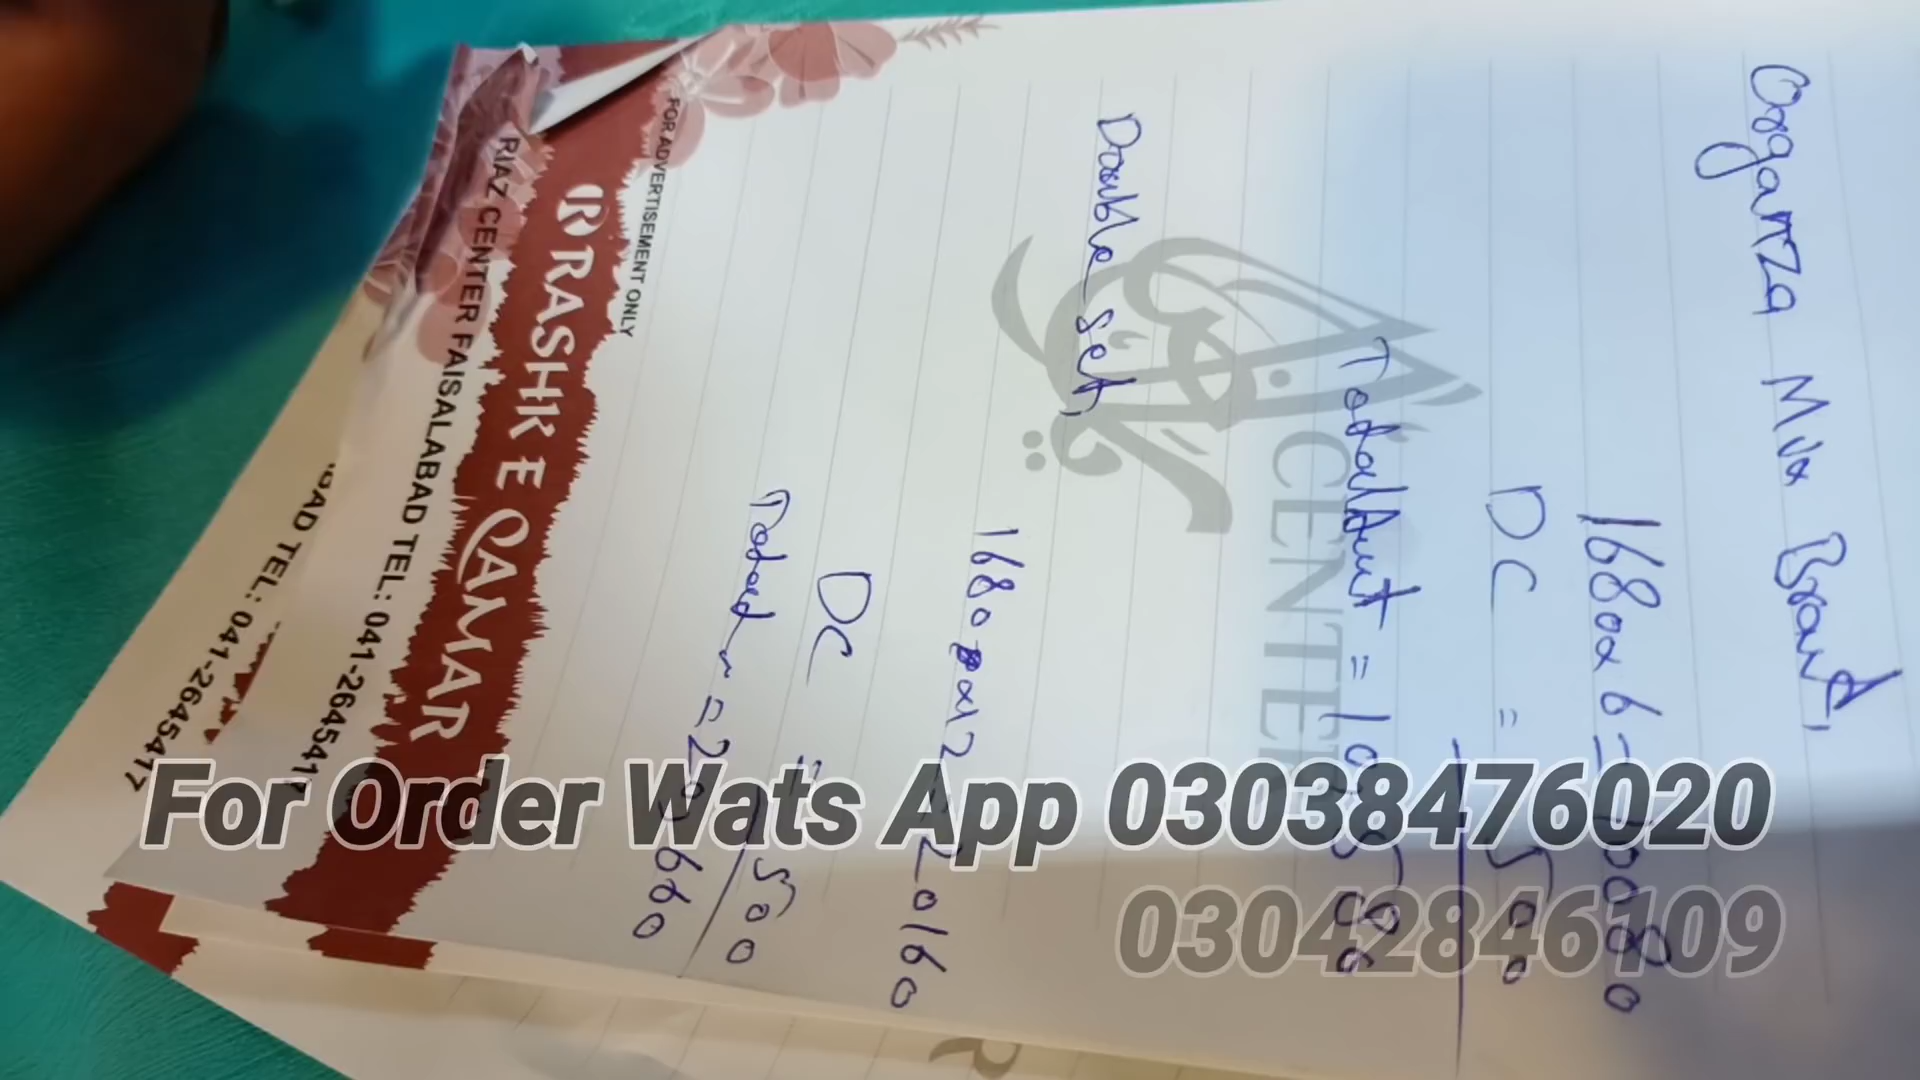 Organza Mix Brand,
1680x6=10080
DC = 500
Total Amt = 10580
Double set,
1680x12=20160
DC = 500
Total = 20660
FOR ADVERTISEMENT ONLY
RASHK E QAMAR
RIAZ CENTER FAISALABAD TEL: 041-2645417
BAD TEL: 041-2645417
CENTER
R
For Order Wats App 03038476020
03042846109